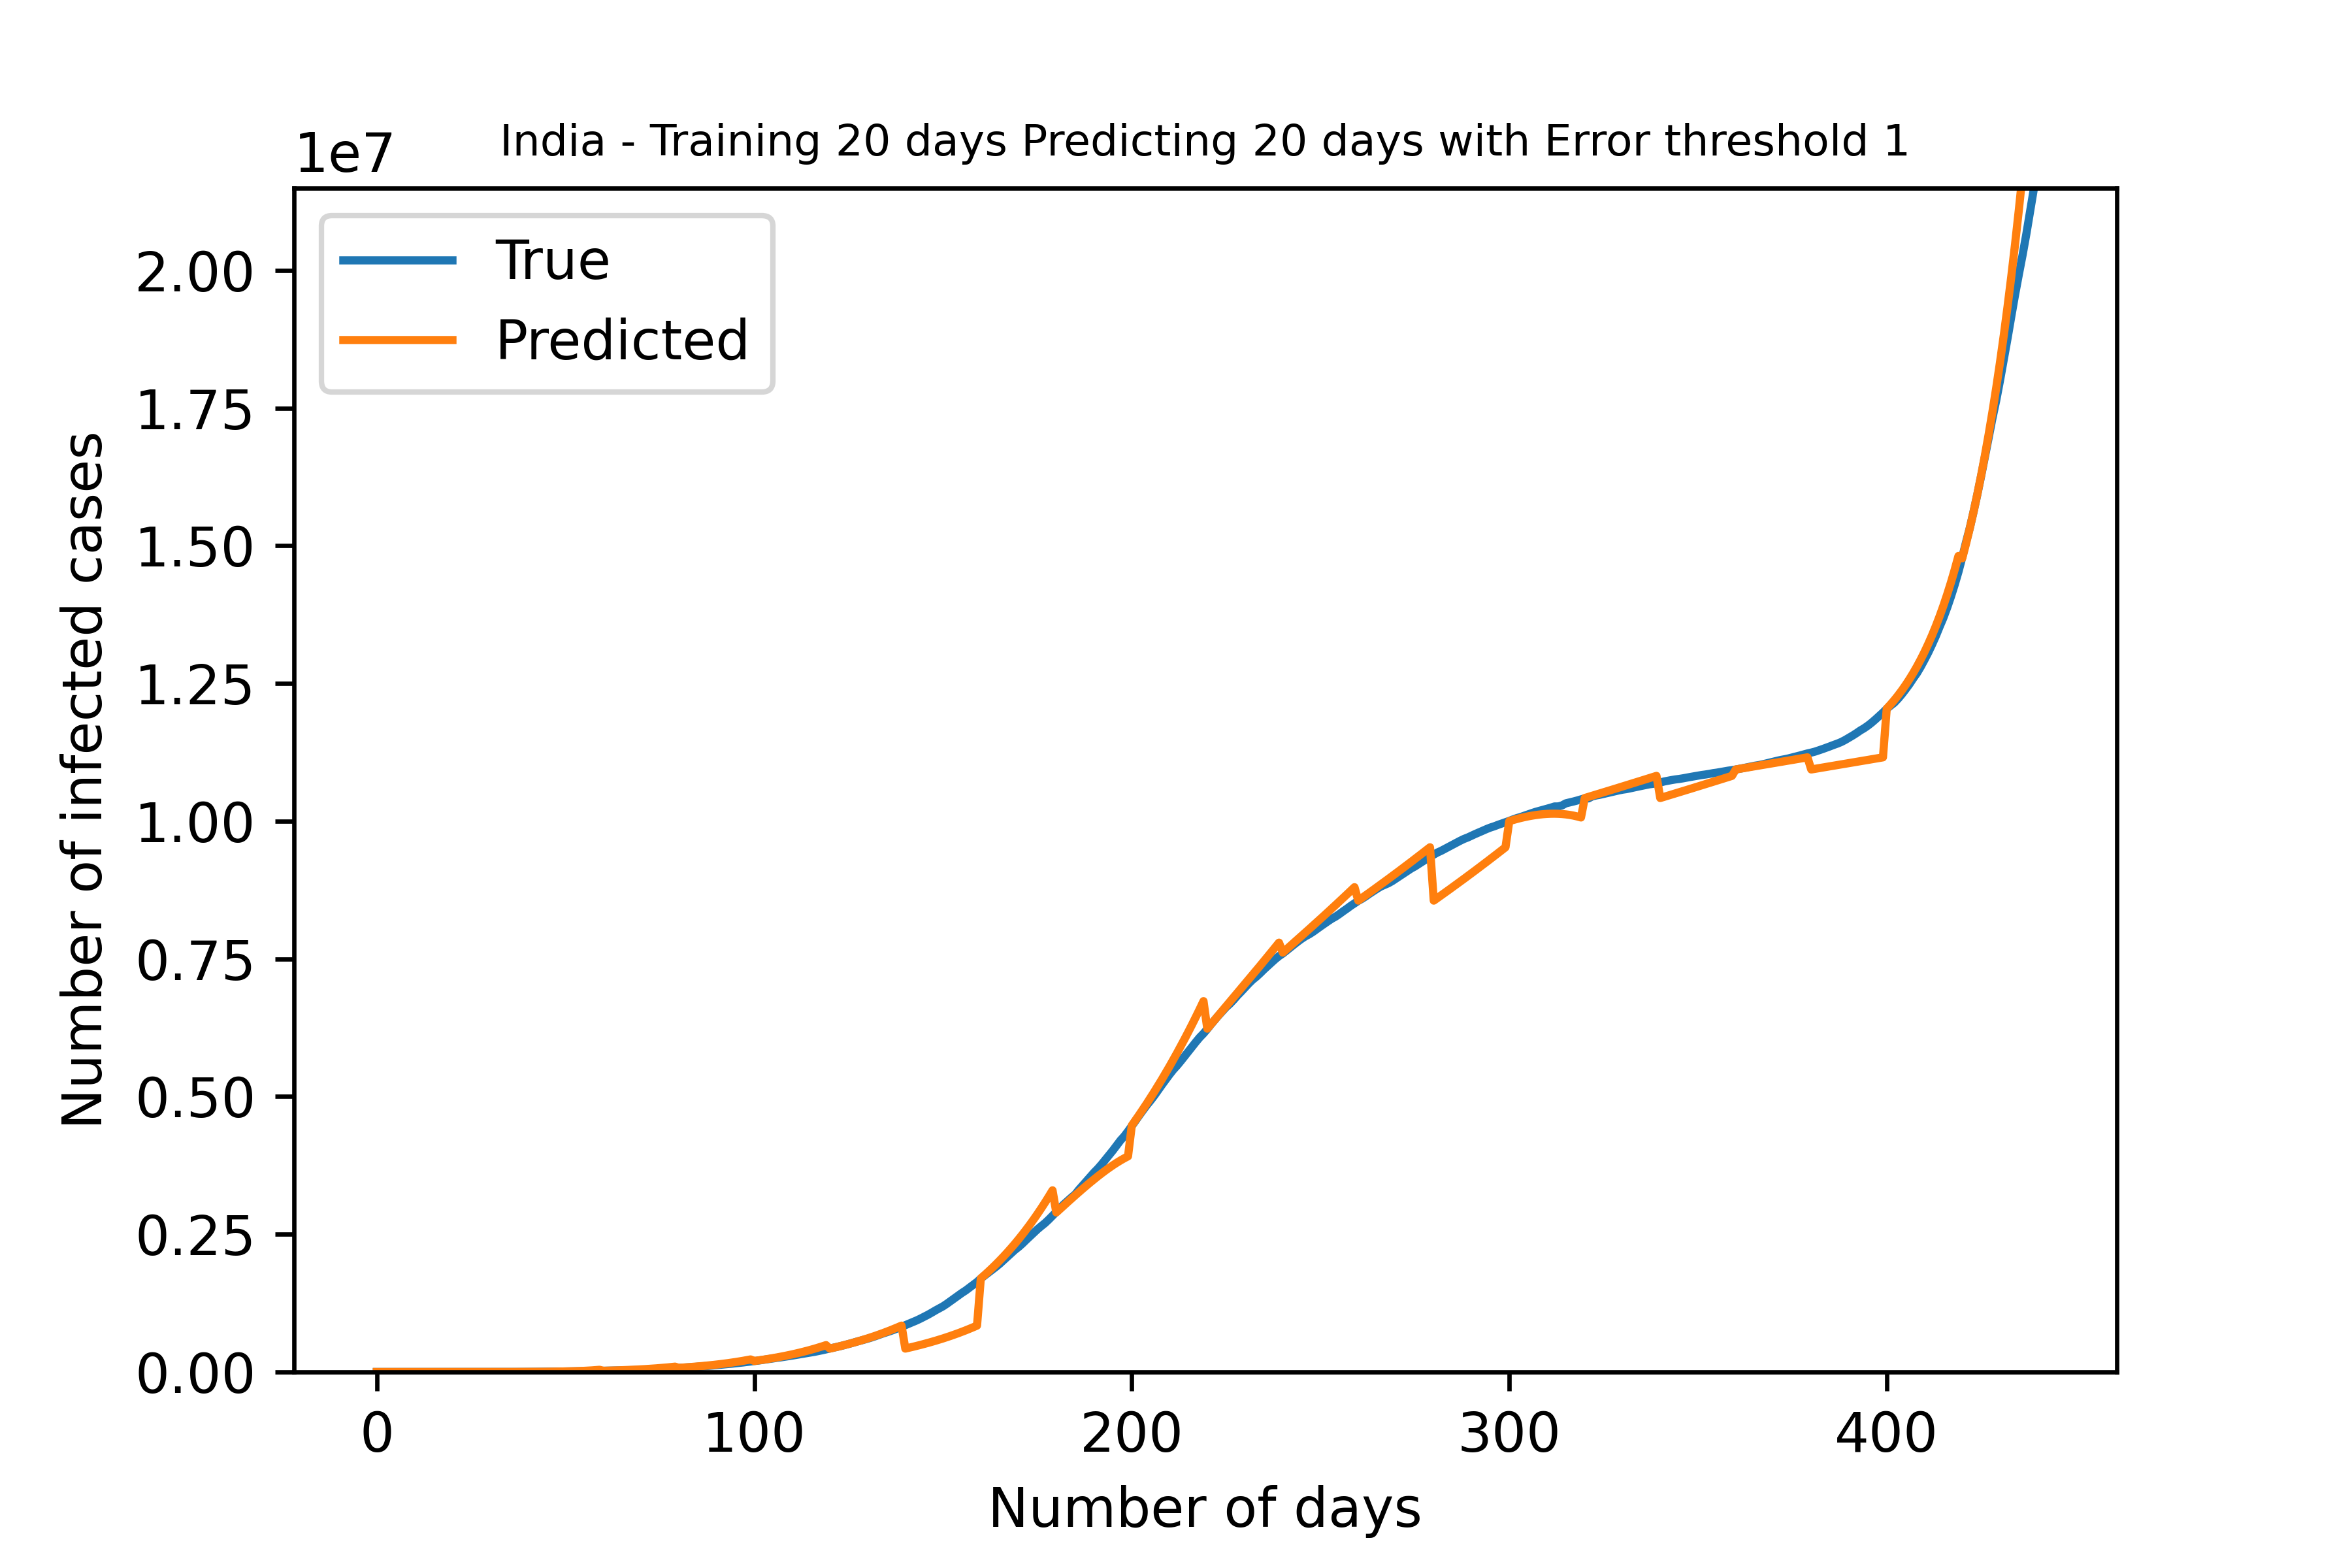 India - Training 20 days Predicting 20 days with Error threshold 1
1e7
True
Predicted
2.00
1.75
1.50
1.25
1.00
0.75
0.50
0.25
0.00
Number of infected cases
0 100 200 300 400
Number of days